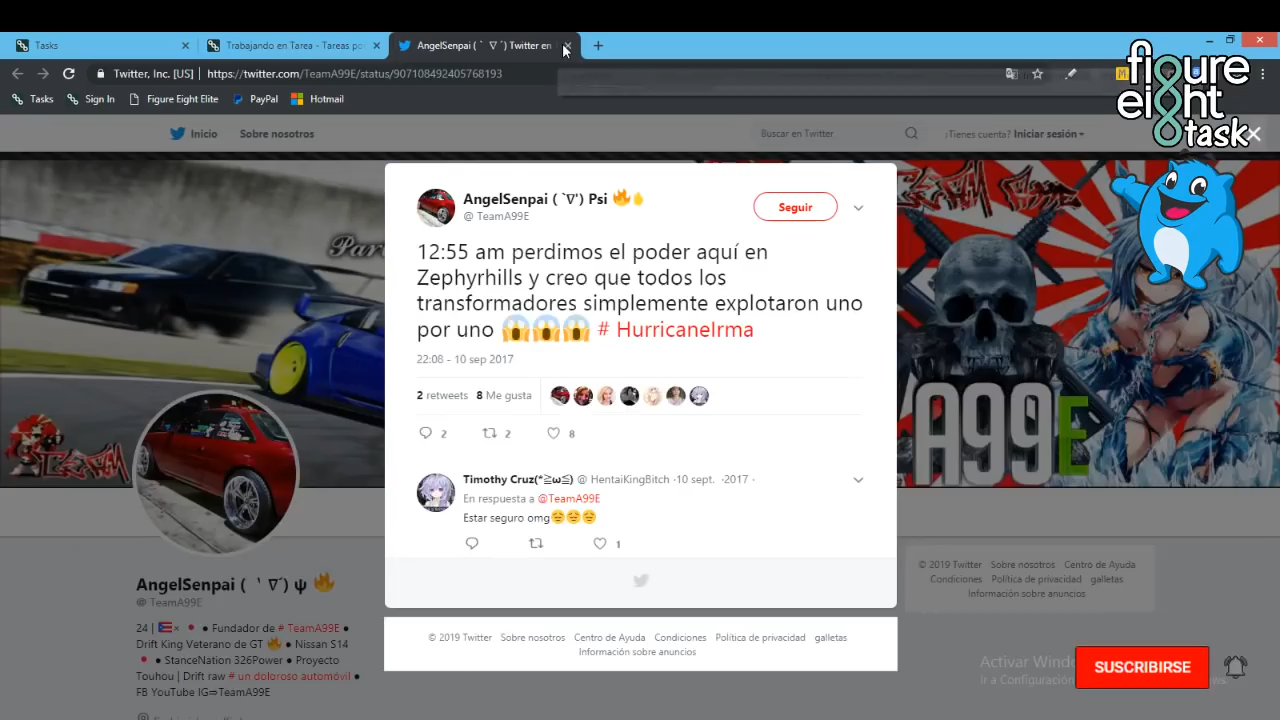 Tasks
Trabajando en Tarea - Tareas po
AngelSenpai ( ` ∇ ´) Twitter en
Twitter, Inc. [US]
https://twitter.com/TeamA99E/status/907108492405768193
Tasks
Sign In
Figure Eight Elite
PayPal
Hotmail
figure
eight
task
Inicio
Sobre nosotros
Buscar en Twitter
¿Tienes cuenta? Iniciar sesión
AngelSenpai ( `∇') Psi 🔥
@ TeamA99E
Seguir
12:55 am perdimos el poder aquí en
Zephyrhills y creo que todos los
transformadores simplemente explotaron uno
por uno 😱😱😱 # HurricaneIrma
22:08 - 10 sep 2017
2 retweets 8 Me gusta
2 2 8
Timothy Cruz(*≧ω≦) @ HentaiKingBitch ·10 sept. ·2017 ·
En respuesta a @TeamA99E
Estar seguro omg😔😔😔
1
© 2019 Twitter Sobre nosotros Centro de Ayuda Condiciones Política de privacidad galletas
Información sobre anuncios
A99E
TEAM
AngelSenpai ( ‵ ∇´) ψ 🔥
@ TeamA99E
24 | 🇵🇷× 🇯🇵 ● Fundador de # TeamA99E ●
Drift King Veterano de GT 🔥 ● Nissan S14
🇯🇵 ● StanceNation 326Power ● Proyecto
Touhou | Drift raw # un doloroso automóvil ●
FB YouTube IG⇒TeamA99E
© 2019 Twitter Sobre nosotros Centro de Ayuda
Condiciones Política de privacidad galletas
Información sobre anuncios
Activar Windo
Ir a Configuración
SUSCRIBIRSE